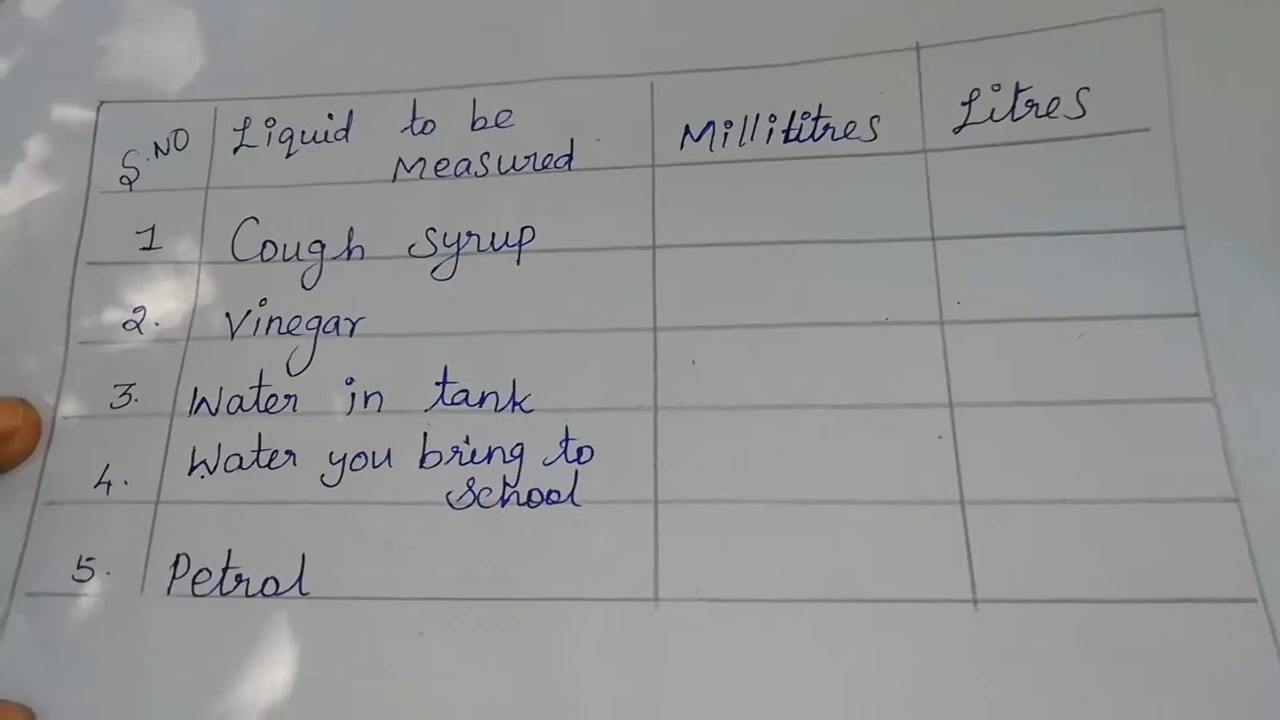 S.NO Liquid to be Measured Millilitres Litres
1 Cough Syrup
2. Vinegar
3. Water in tank
4. Water you bring to School
5. Petrol